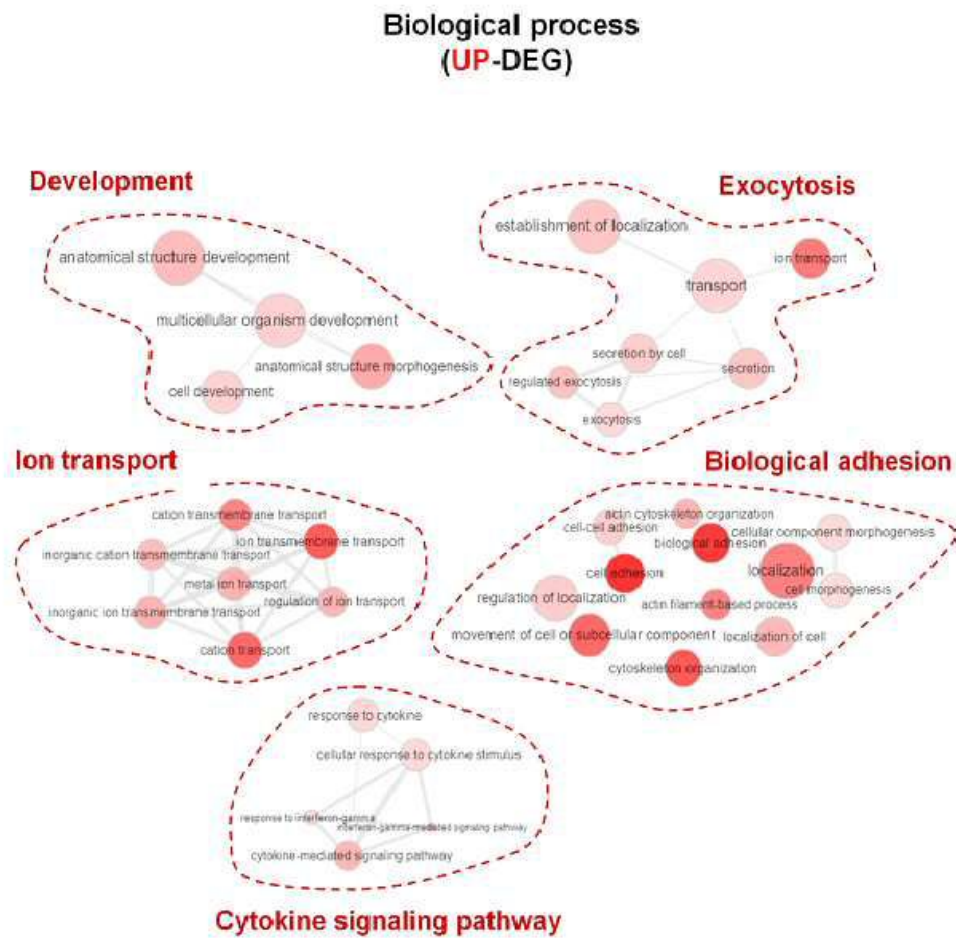 Biological process
(UP-DEG)
Development
anatomical structure development
multicellular organism development
anatomical structure morphogenesis
cell development
Exocytosis
establishment of localization
ion transport
transport
secretion by cell
secretion
regulated exocytosis
exocytosis
Ion transport
cation transmembrane transport
ion transmembrane transport
inorganic cation transmembrane transport
metal ion transport
regulation of ion transport
inorganic ion transmembrane transport
cation transport
Biological adhesion
actin cytoskeleton organization
cell-cell adhesion
cellular component morphogenesis
biological adhesion
cell adhesion
localization
cell morphogenesis
regulation of localization
actin filament-based process
movement of cell or subcellular component
localization of cell
cytoskeleton organization
response to cytokine
cellular response to cytokine stimulus
response to interferon-gamma
interferon-gamma-mediated signaling pathway
cytokine-mediated signaling pathway
Cytokine signaling pathway